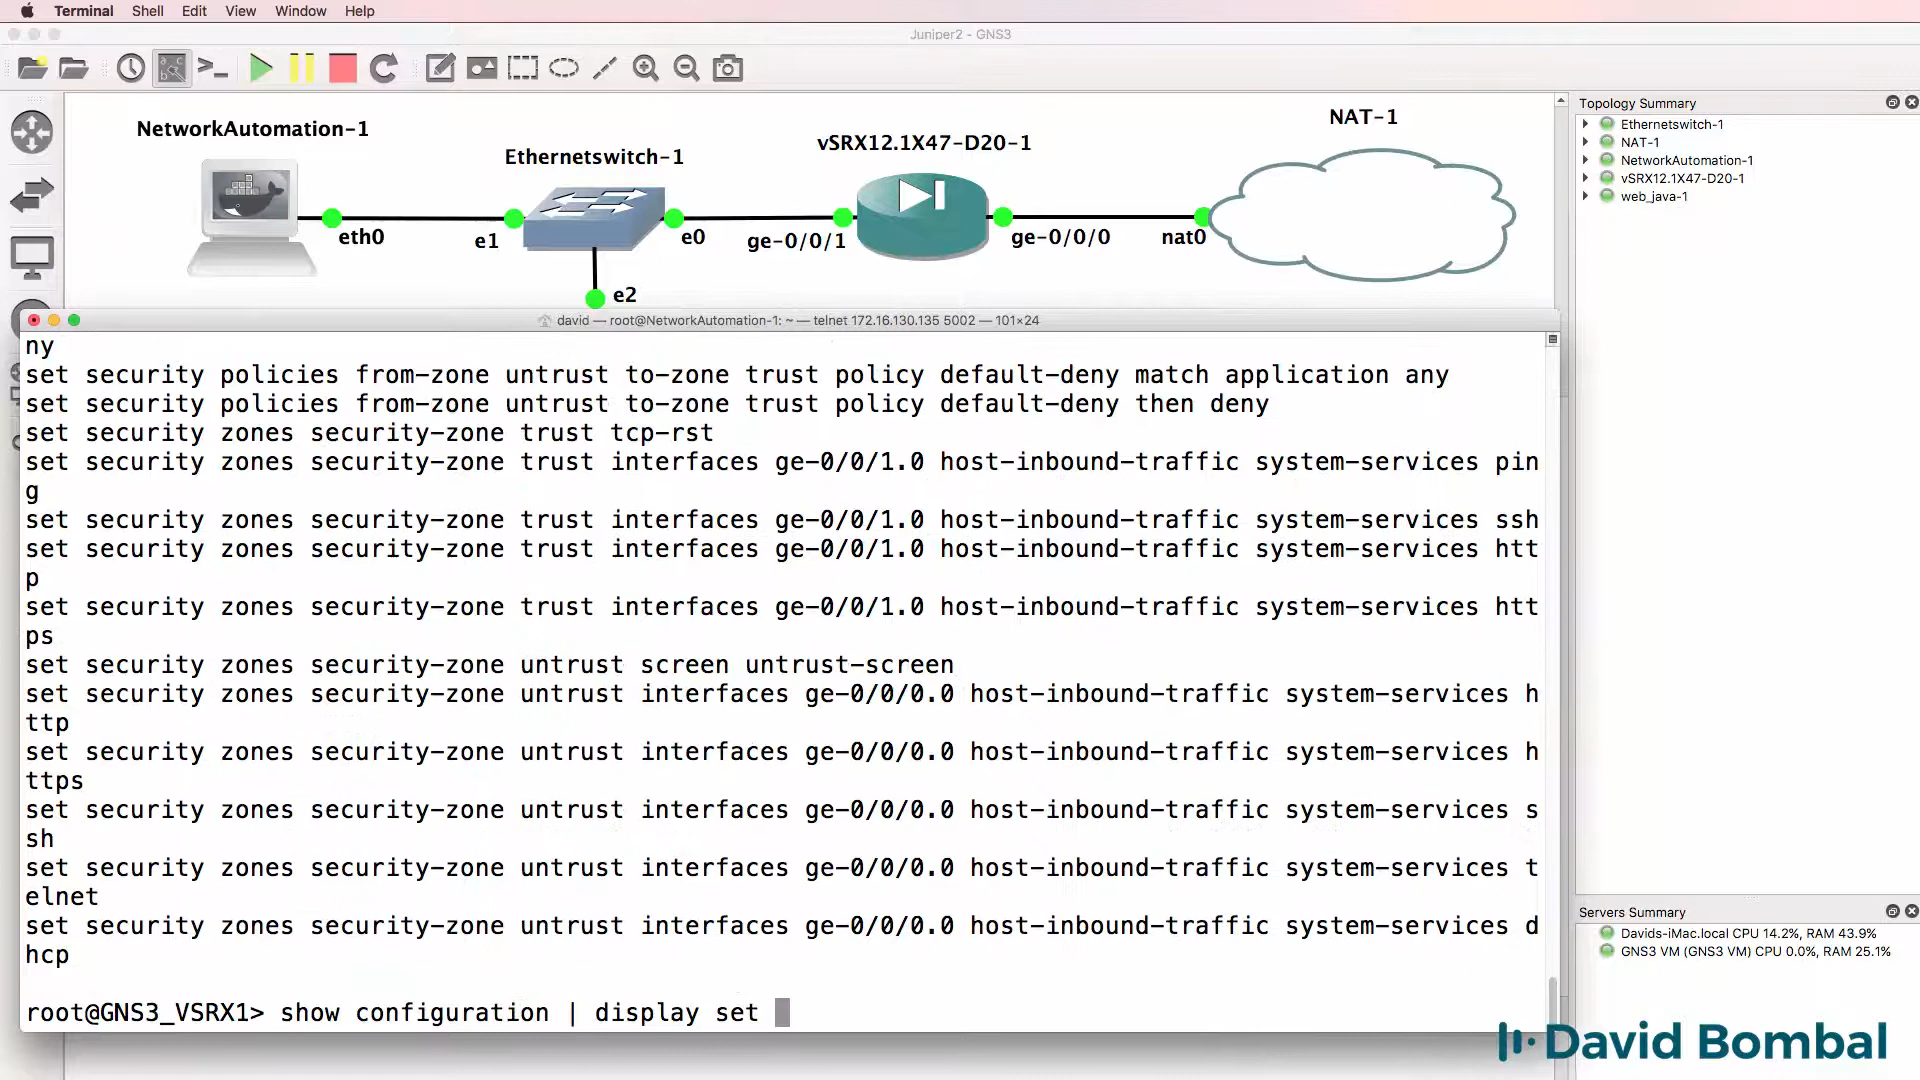 Terminal Shell Edit View Window Help
Juniper2 - GNS3
NetworkAutomation-1
Ethernetswitch-1
vSRX12.1X47-D20-1
NAT-1
eth0
e1
e0
ge-0/0/1
ge-0/0/0
nat0
e2
Topology Summary
Ethernetswitch-1
NAT-1
NetworkAutomation-1
vSRX12.1X47-D20-1
web_java-1
david — root@NetworkAutomation-1: ~ — telnet 172.16.130.135 5002 — 101×24
ny
set security policies from-zone untrust to-zone trust policy default-deny match application any
set security policies from-zone untrust to-zone trust policy default-deny then deny
set security zones security-zone trust tcp-rst
set security zones security-zone trust interfaces ge-0/0/1.0 host-inbound-traffic system-services pin
g
set security zones security-zone trust interfaces ge-0/0/1.0 host-inbound-traffic system-services ssh
set security zones security-zone trust interfaces ge-0/0/1.0 host-inbound-traffic system-services htt
p
set security zones security-zone trust interfaces ge-0/0/1.0 host-inbound-traffic system-services htt
ps
set security zones security-zone untrust screen untrust-screen
set security zones security-zone untrust interfaces ge-0/0/0.0 host-inbound-traffic system-services h
ttp
set security zones security-zone untrust interfaces ge-0/0/0.0 host-inbound-traffic system-services h
ttps
set security zones security-zone untrust interfaces ge-0/0/0.0 host-inbound-traffic system-services s
sh
set security zones security-zone untrust interfaces ge-0/0/0.0 host-inbound-traffic system-services t
elnet
set security zones security-zone untrust interfaces ge-0/0/0.0 host-inbound-traffic system-services d
hcp
root@GNS3_VSRX1> show configuration | display set
Servers Summary
Davids-iMac.local CPU 14.2%, RAM 43.9%
GNS3 VM (GNS3 VM) CPU 0.0%, RAM 25.1%
David Bombal